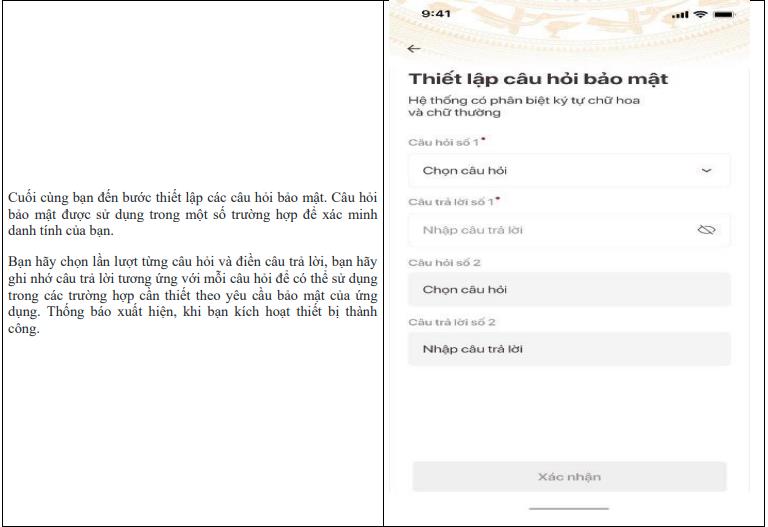 Cuối cùng bạn đến bước thiết lập các câu hỏi bảo mật. Câu hỏi
bảo mật được sử dụng trong một số trường hợp để xác minh
danh tính của bạn.
Bạn hãy chọn lần lượt từng câu hỏi và điền câu trả lời, bạn hãy
ghi nhớ câu trả lời tương ứng với mỗi câu hỏi để có thể sử dụng
trong các trường hợp cần thiết theo yêu cầu bảo mật của ứng
dụng. Thống báo xuất hiện, khi bạn kích hoạt thiết bị thành
công.
9:41
Thiết lập câu hỏi bảo mật
Hệ thống có phân biệt ký tự chữ hoa
và chữ thường
Câu hỏi số 1*
Chọn câu hỏi
Câu trả lời số 1*
Nhập câu trả lời
Câu hỏi số 2
Chọn câu hỏi
Câu trả lời số 2
Nhập câu trả lời
Xác nhận